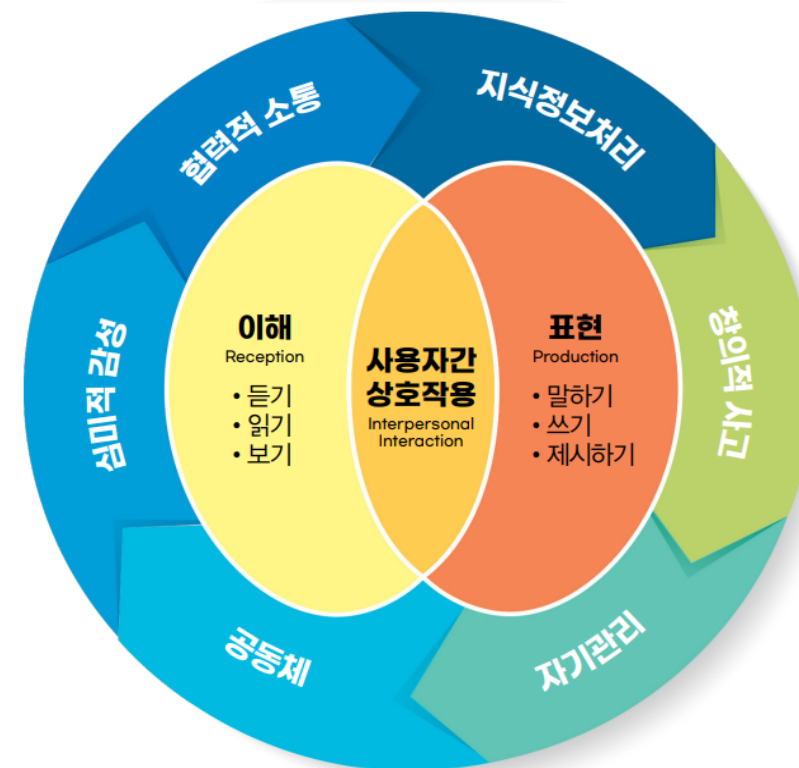 협력적 소통
지식정보처리
창의적 사고
자기관리
공동체
심미적 감성
이해
Reception
• 듣기
• 읽기
• 보기
사용자간
상호작용
Interpersonal
Interaction
표현
Production
• 말하기
• 쓰기
• 제시하기